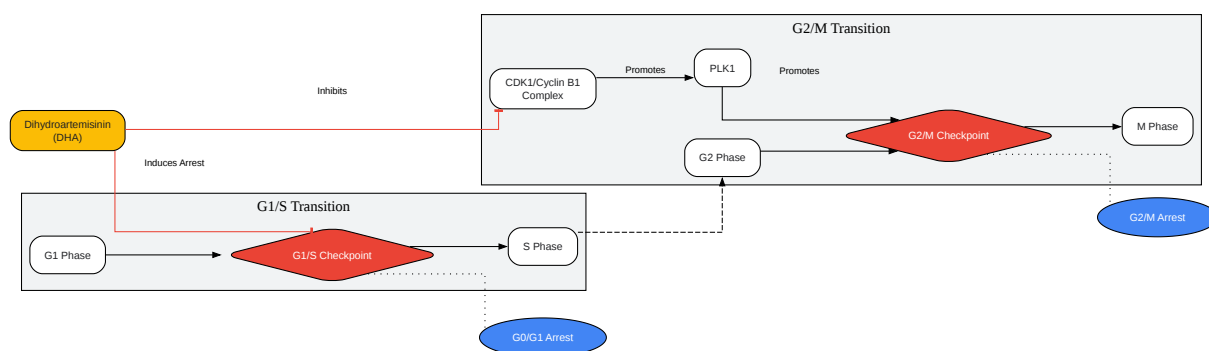 G2/M Transition
CDK1/Cyclin B1
Complex
Promotes
PLK1
Promotes
Inhibits
Dihydroartemisinin
(DHA)
G2/M Checkpoint
M Phase
G2 Phase
Induces Arrest
G2/M Arrest
G1/S Transition
G1 Phase
G1/S Checkpoint
S Phase
G0/G1 Arrest